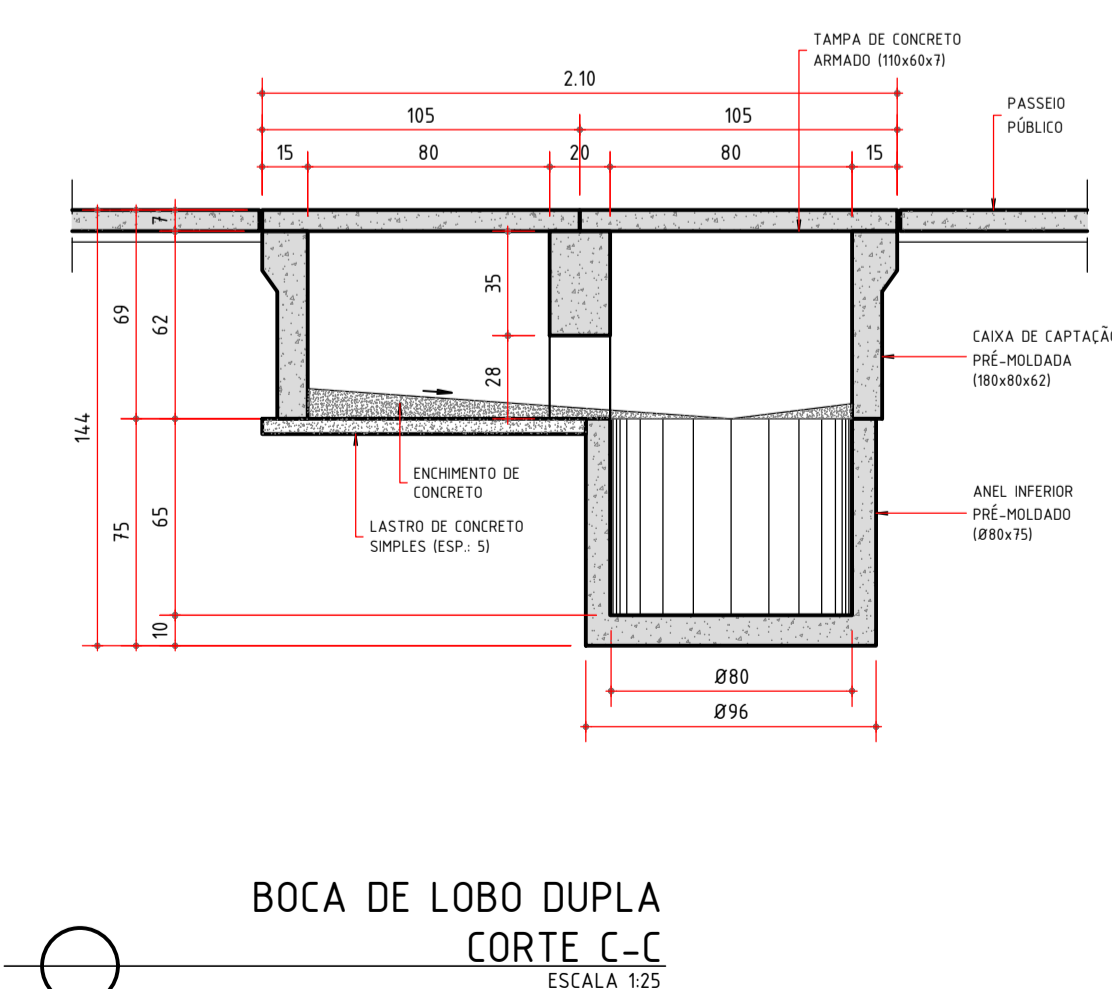 TAMPA DE CONCRETO
ARMADO (110x60x7)
2.10
PASSEIO
PÚBLICO
105
105
15
80
20
80
15
7
69
62
35
28
144
CAIXA DE CAPTAÇÃO
PRÉ-MOLDADA
(180x80x62)
ENCHIMENTO DE
CONCRETO
LASTRO DE CONCRETO
SIMPLES (ESP.: 5)
75
65
10
ANEL INFERIOR
PRÉ-MOLDADO
(Ø80x75)
Ø80
Ø96
BOCA DE LOBO DUPLA
CORTE C-C
ESCALA 1:25